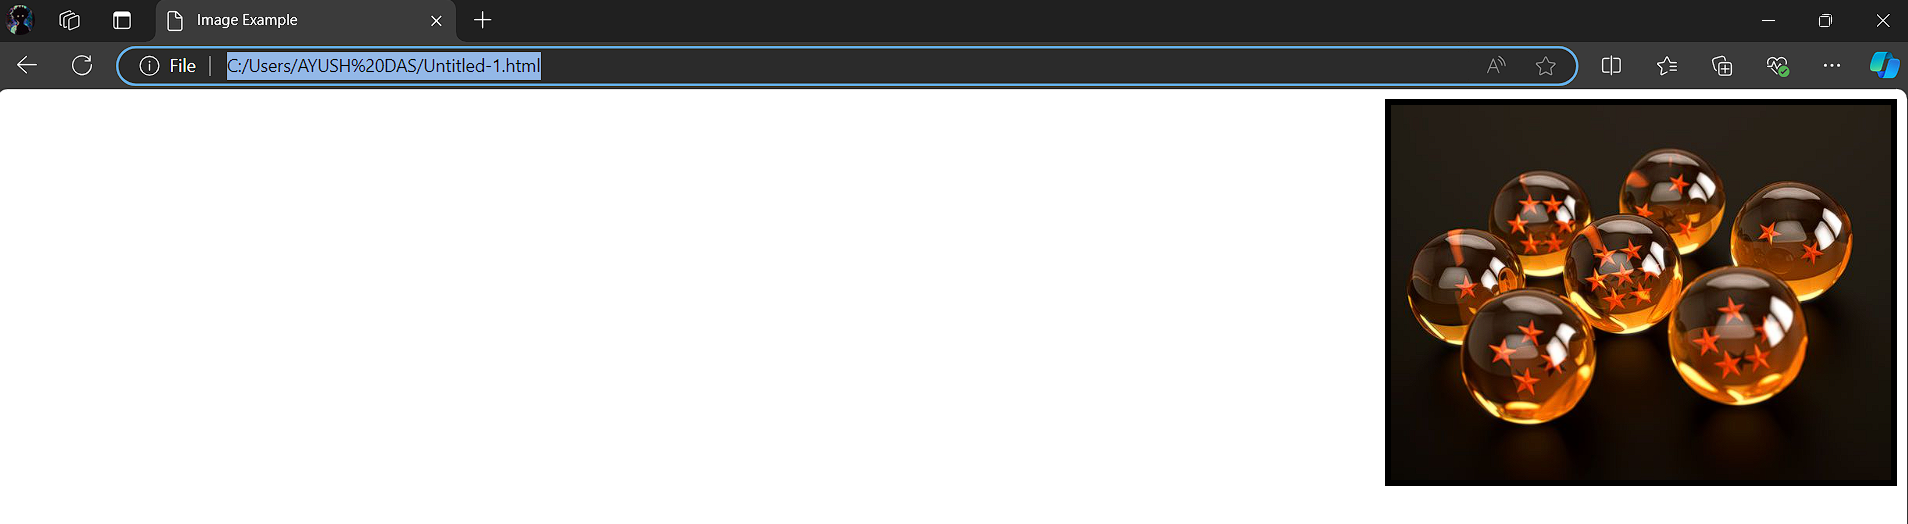 Image Example
File
C:/Users/AYUSH%20DAS/Untitled-1.html